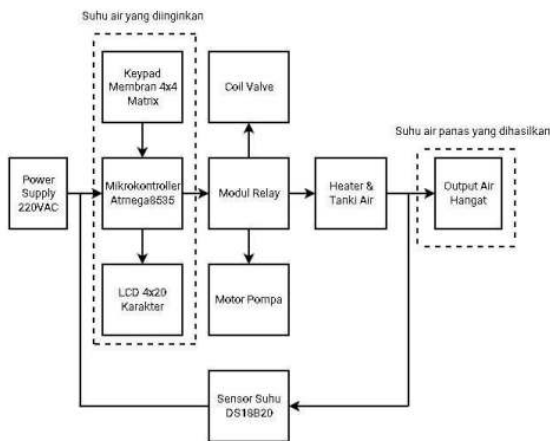 Suhu air yang diinginkan
Keypad
Membran 4x4
Matrix
Coil Valve
Suhu air panas yang dihasilkan
Power
Supply
220VAC
Mikrokontroller
Atmega8535
Modul Relay
Heater &
Tanki Air
Output Air
Hangat
LCD 4x20
Karakter
Motor Pompa
Sensor Suhu
DS18B20